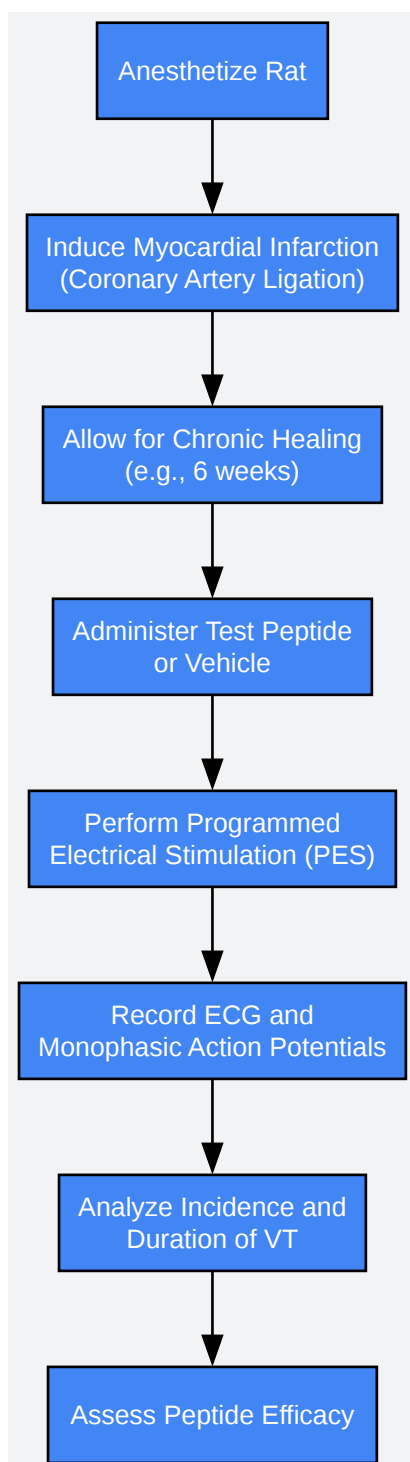 Anesthetize Rat
Induce Myocardial Infarction
(Coronary Artery Ligation)
Allow for Chronic Healing
(e.g., 6 weeks)
Administer Test Peptide
or Vehicle
Perform Programmed
Electrical Stimulation (PES)
Record ECG and
Monophasic Action Potentials
Analyze Incidence and
Duration of VT
Assess Peptide Efficacy